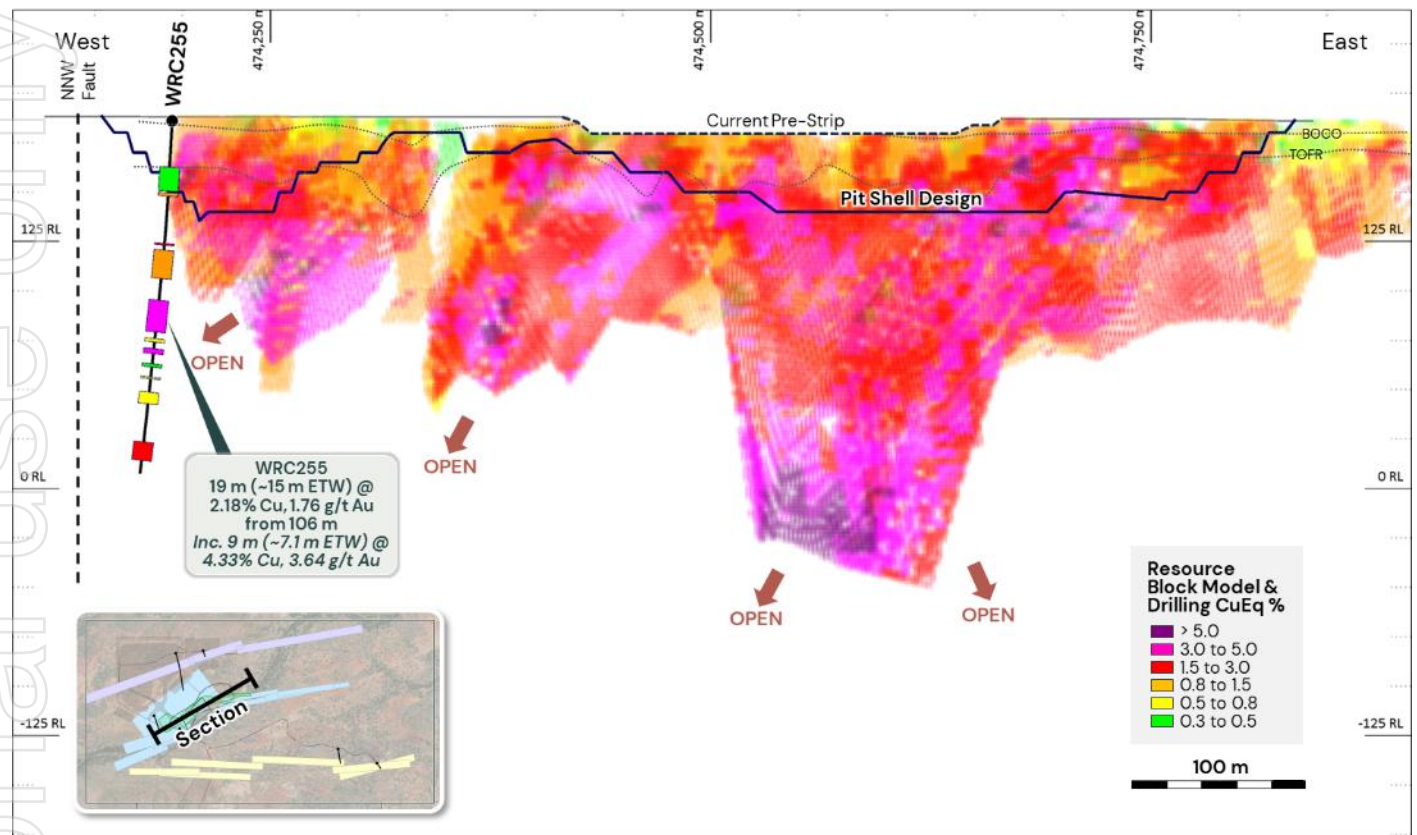 West
NNW
Fault
WRC255
474,250 m
474,500 m
474,750 m
East
Current Pre-Strip
BOCO
TOFR
Pit Shell Design
125 RL
125 RL
OPEN
OPEN
WRC255
19 m (~15 m ETW) @
2.18% Cu, 1.76 g/t Au
from 106 m
Inc. 9 m (~7.1 m ETW) @
4.33% Cu, 3.64 g/t Au
0 RL
0 RL
OPEN
OPEN
Resource
Block Model &
Drilling CuEq %
> 5.0
3.0 to 5.0
1.5 to 3.0
0.8 to 1.5
0.5 to 0.8
0.3 to 0.5
Section
-125 RL
-125 RL
100 m